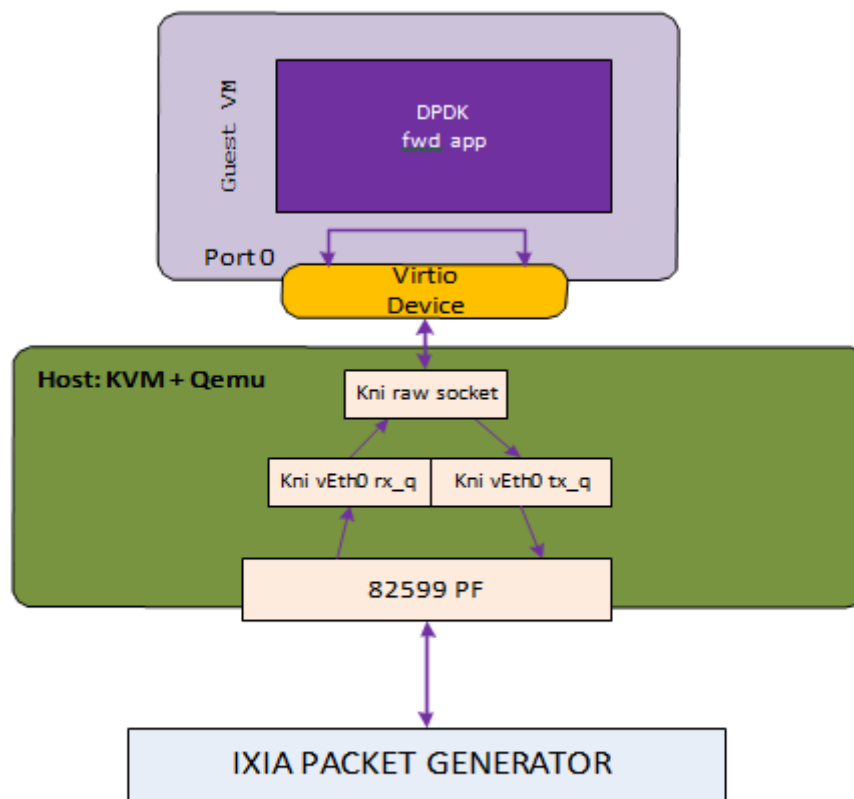 Guest VM
DPDK
fwd app
Port 0
Virtio
Device
Host: KVM + Qemu
Kni raw socket
Kni vEth0 rx_q
Kni vEth0 tx_q
82599 PF
IXIA PACKET GENERATOR